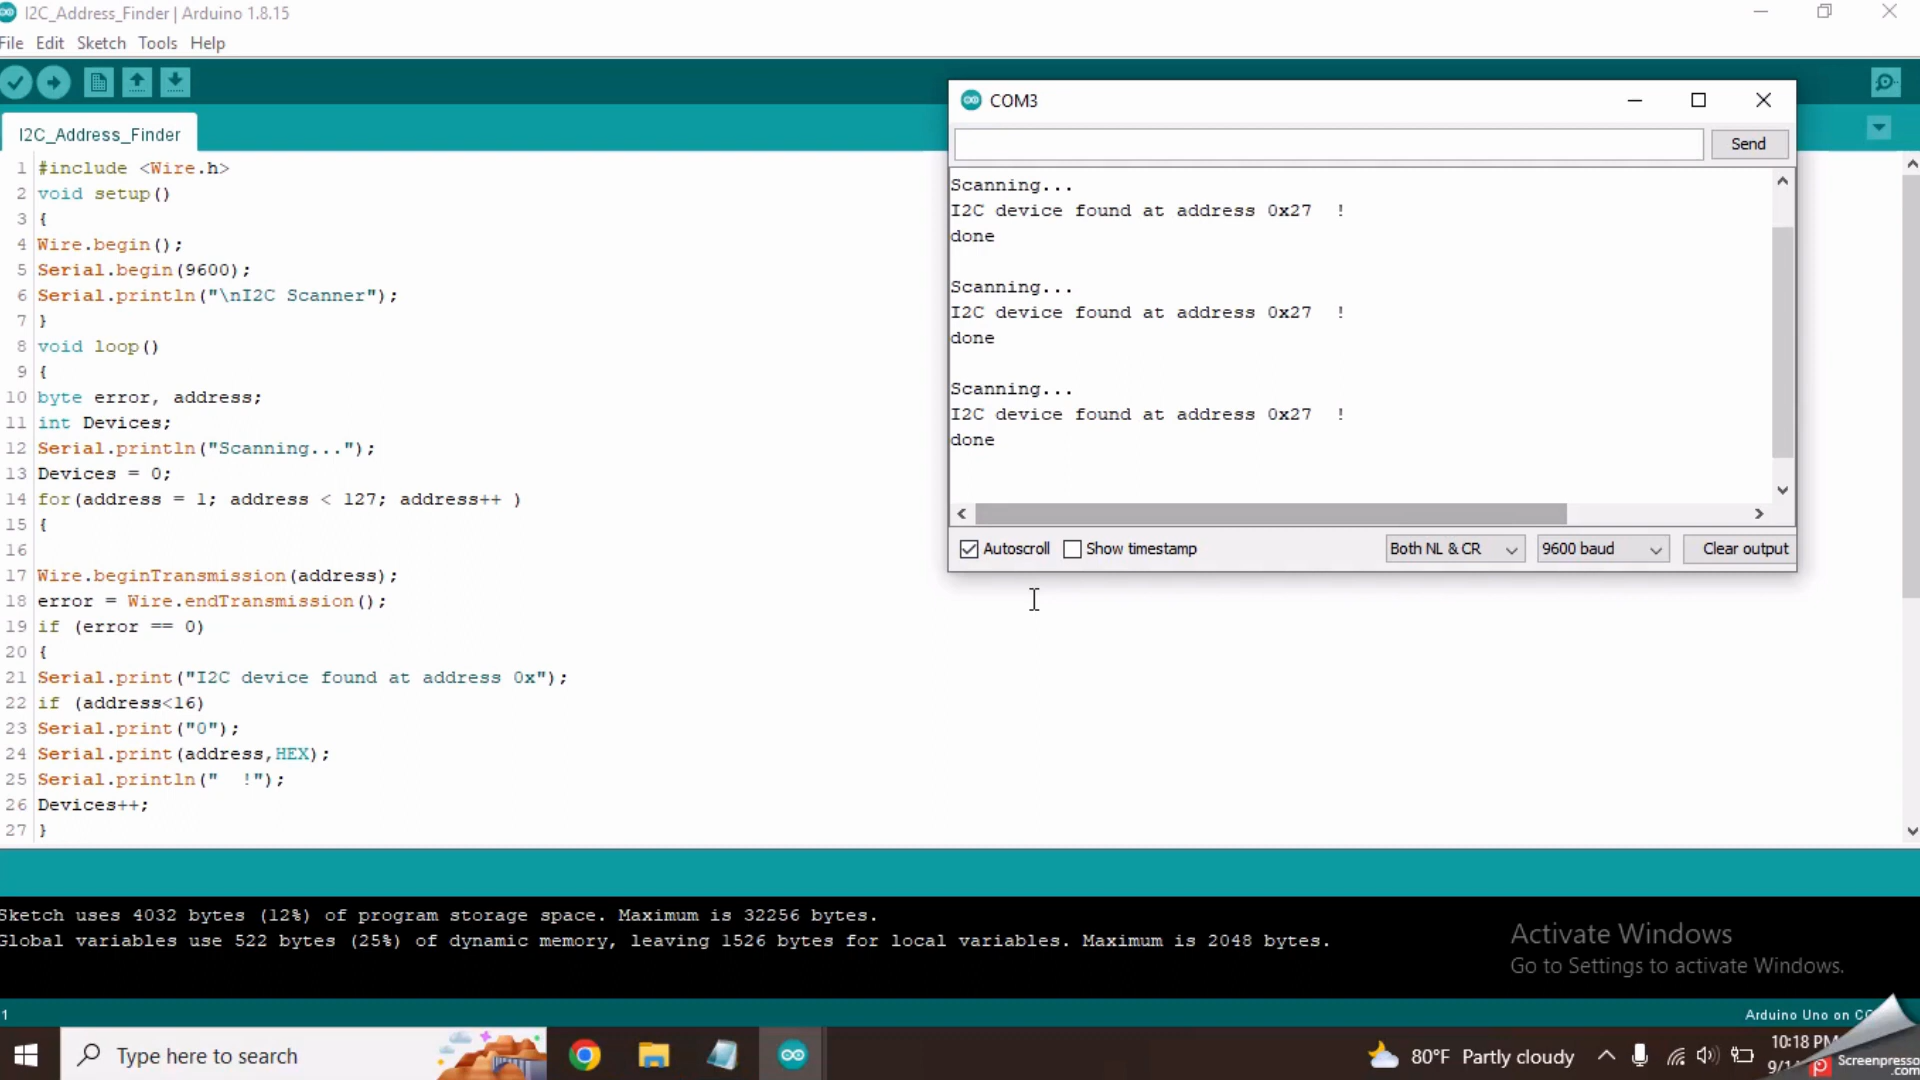 I2C_Address_Finder | Arduino 1.8.15
File Edit Sketch Tools Help
I2C_Address_Finder
1 #include <Wire.h>
2 void setup()
3 {
4 Wire.begin();
5 Serial.begin(9600);
6 Serial.println("\nI2C Scanner");
7 }
8 void loop()
9 {
10 byte error, address;
11 int Devices;
12 Serial.println("Scanning...");
13 Devices = 0;
14 for(address = 1; address < 127; address++ )
15 {
16
17 Wire.beginTransmission(address);
18 error = Wire.endTransmission();
19 if (error == 0)
20 {
21 Serial.print("I2C device found at address 0x");
22 if (address<16)
23 Serial.print("0");
24 Serial.print(address,HEX);
25 Serial.println("  !");
26 Devices++;
27 }
COM3
Send
Scanning...
I2C device found at address 0x27  !
done
Scanning...
I2C device found at address 0x27  !
done
Scanning...
I2C device found at address 0x27  !
done
Autoscroll Show timestamp Both NL & CR 9600 baud Clear output
Sketch uses 4032 bytes (12%) of program storage space. Maximum is 32256 bytes.
Global variables use 522 bytes (25%) of dynamic memory, leaving 1526 bytes for local variables. Maximum is 2048 bytes.
Activate Windows
Go to Settings to activate Windows.
1
Arduino Uno on
Type here to search
80°F Partly cloudy
10:18 PM
Screenpresso
.com